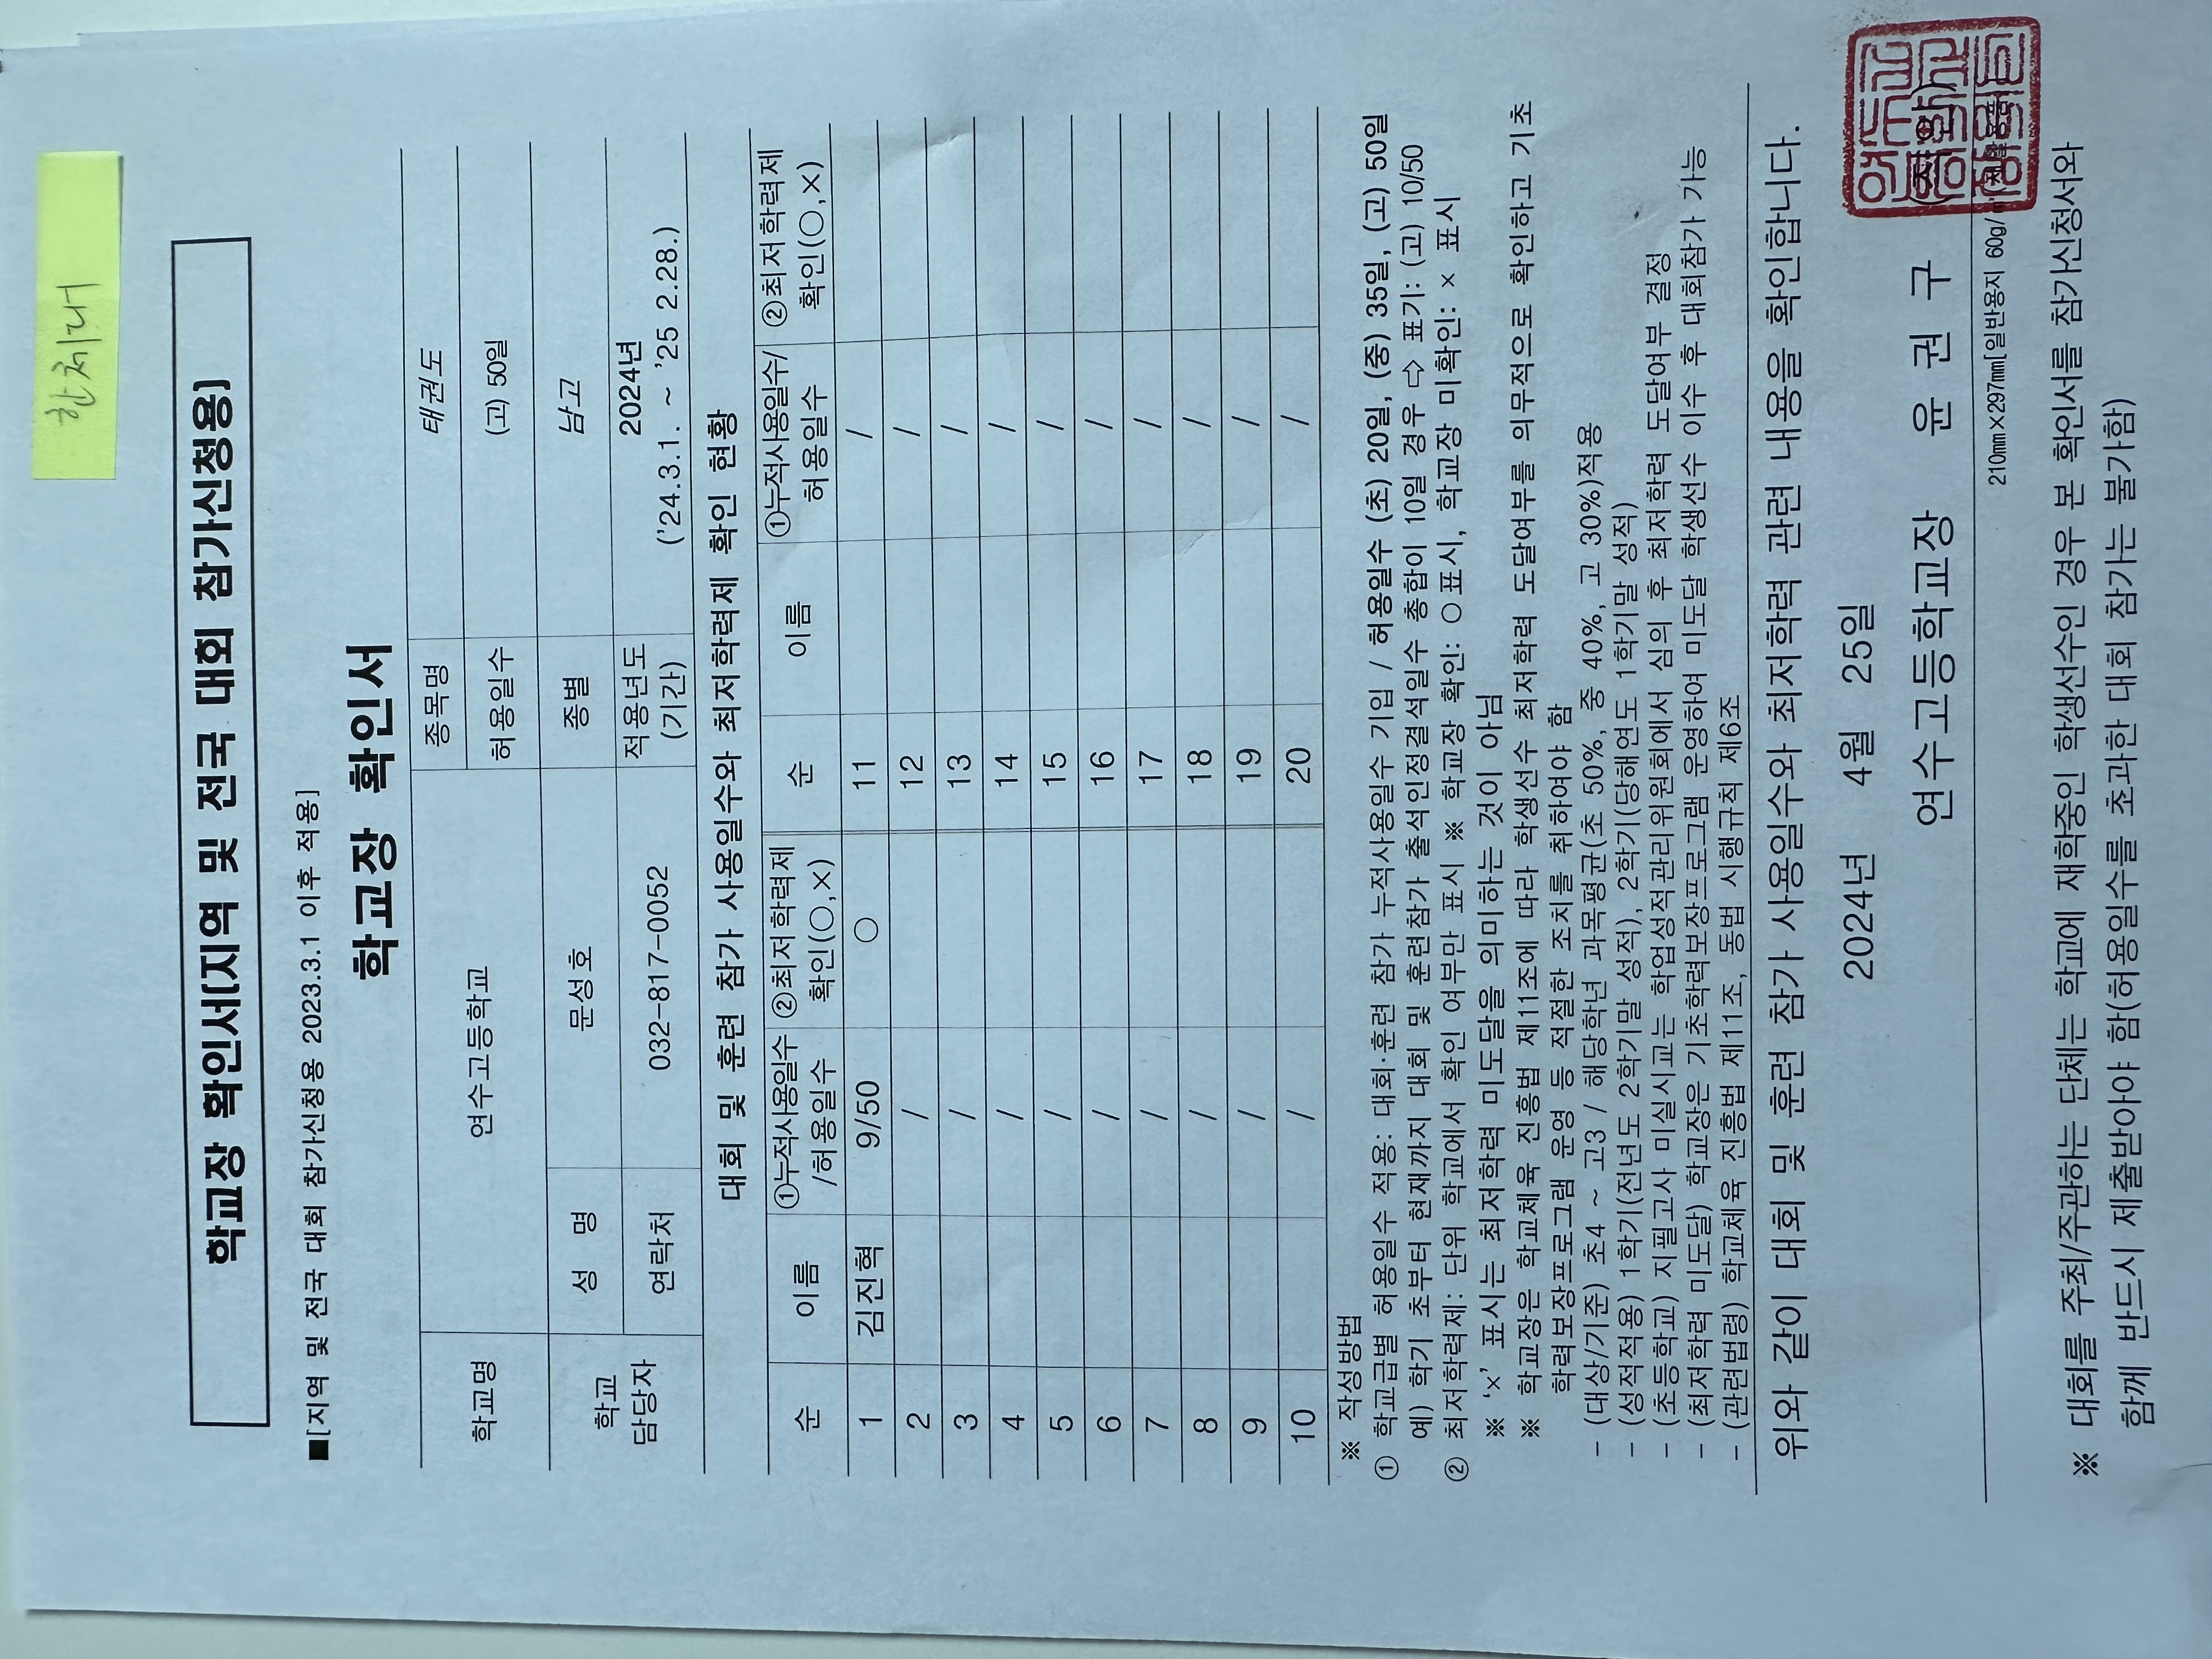 한체대
학교장 확인서(지역 및 전국 대회 참가신청용)
■[지역 및 전국 대회 참가신청용 2023.3.1 이후 적용]
학교장 확인서
학교명 연수고등학교 종목명 태권도
허용일수 (고) 50일
학교 담당자 성 명 문성호 종별 남고
연락처 032-817-0052 적용년도 (기간) 2024년 ('24.3.1. ~ '25 2.28.)
대회 및 훈련 참가 사용일수와 최저학력제 확인 현황
순 이름 ①누적사용일수 /허용일수 ②최저학력제 확인(○,×) 순 이름 ①누적사용일수/ 허용일수 ②최저학력제 확인(○,×)
1 김진혁 9/50 ○ 11 /
2 / 12 /
3 / 13 /
4 / 14 /
5 / 15 /
6 / 16 /
7 / 17 /
8 / 18 /
9 / 19 /
10 / 20 /
※ 작성방법
① 학교급별 허용일수 적용: 대회·훈련 참가 누적사용일수 기입 / 허용일수 (초) 20일, (중) 35일, (고) 50일
예) 학기 초부터 현재까지 대회 및 훈련참가 출석인정결석일수 총합이 10일 경우 ⇨ 표기: (고) 10/50
② 최저학력제: 단위 학교에서 확인 여부만 표시 ※ 학교장 확인: ○표시, 학교장 미확인: × 표시
※ '×' 표시는 최저학력 미도달을 의미하는 것이 아님
※ 학교장은 학교체육 진흥법 제11조에 따라 학생선수 최저학력 도달여부를 의무적으로 확인하고 기초
학력보장프로그램 운영 등 적절한 조치를 취하여야 함
- (대상/기준) 초4 ~ 고3 / 해당학년 과목평균(초 50%, 중 40%, 고 30%)적용
- (성적적용) 1학기(전년도 2학기말 성적), 2학기(당해연도 1학기말 성적)
- (초등학교) 지필고사 미실시교는 학업성적관리위원회에서 심의 후 최저학력 도달여부 결정
- (최저학력 미도달) 학교장은 기초학력보장프로그램 운영하여 미도달 학생선수 이수 후 대회참가 가능
- (관련법령) 학교체육 진흥법 제11조, 동법 시행규칙 제6조
위와 같이 대회 및 훈련 참가 사용일수와 최저학력 관련 내용을 확인합니다.
2024년 4월 25일
연수고등학교장 윤 권 구 (직인)
210㎜×297㎜[일반용지 60g/㎡(재활용품)]
※ 대회를 주최/주관하는 단체는 학교에 재학중인 학생선수인 경우 본 확인서를 참가신청서와
함께 반드시 제출받아야 함(허용일수를 초과한 대회 참가는 불가함)